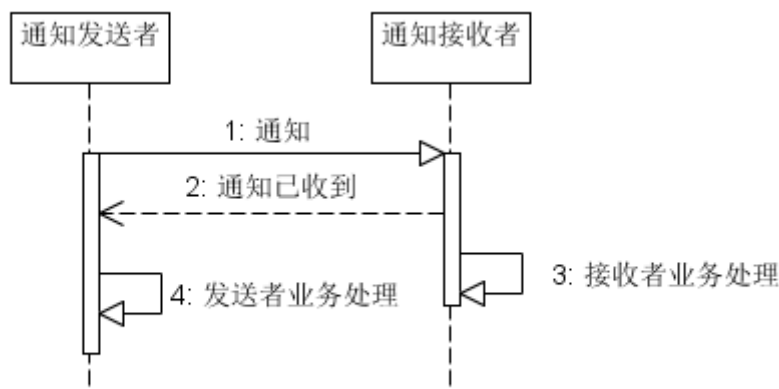 通知发送者
通知接收者
1: 通知
2: 通知已收到
3: 接收者业务处理
4: 发送者业务处理